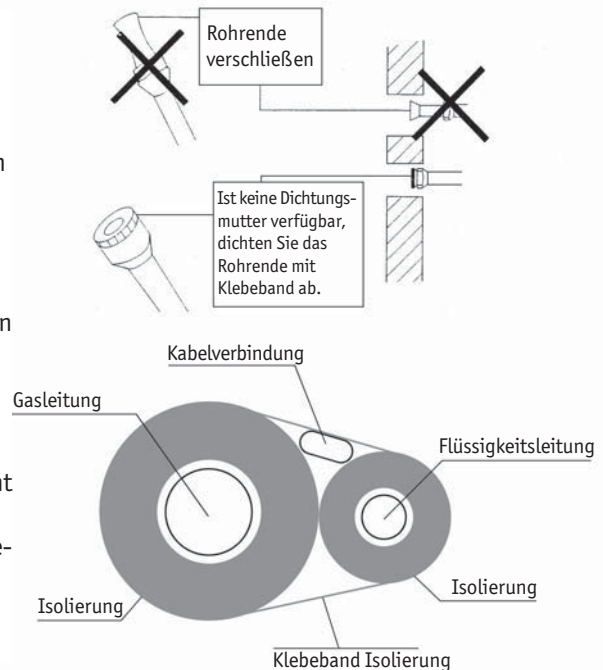 Rohrende
verschließen
Ist keine Dichtungs-
mutter verfügbar,
dichten Sie das
Rohrende mit
Klebeband ab.
Kabelverbindung
Gasleitung
Flüssigkeitsleitung
Isolierung
Isolierung
Klebeband Isolierung